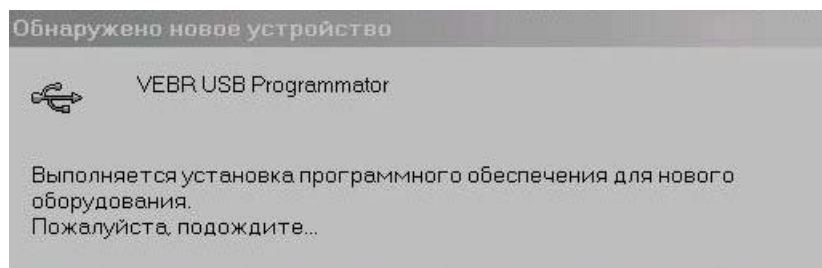 Обнаружено новое устройство
VEBR USB Programmator
Выполняется установка программного обеспечения для нового
оборудования.
Пожалуйста, подождите...